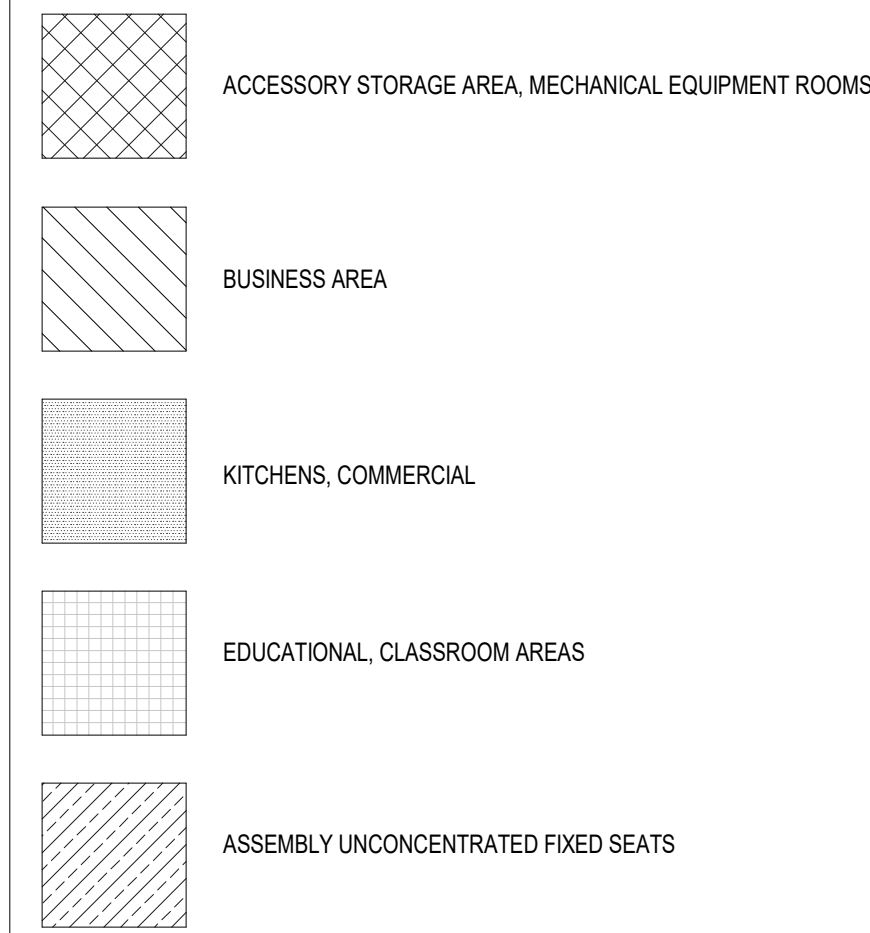 ACCESSORY STORAGE AREA, MECHANICAL EQUIPMENT ROOMS
BUSINESS AREA
KITCHENS, COMMERCIAL
EDUCATIONAL, CLASSROOM AREAS
ASSEMBLY UNCONCENTRATED FIXED SEATS